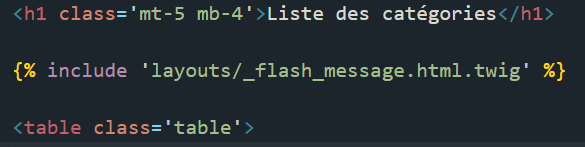 <h1 class='mt-5 mb-4'>Liste des catégories</h1>
{% include 'layouts/_flash_message.html.twig' %}
<table class='table'>